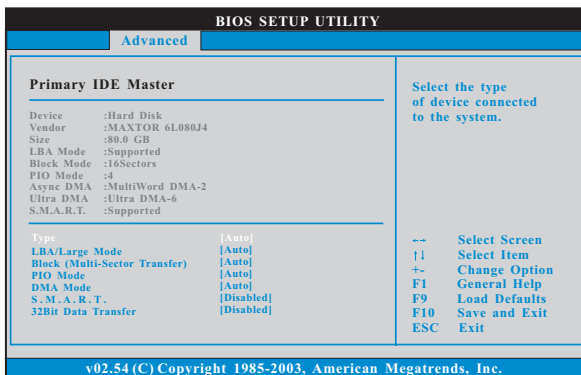 BIOS SETUP UTILITY
Advanced
Primary IDE Master
Device :Hard Disk
Vendor :MAXTOR 6L080J4
Size :80.0 GB
LBA Mode :Supported
Block Mode :16Sectors
PIO Mode :4
Async DMA :MultiWord DMA-2
Ultra DMA :Ultra DMA-6
S.M.A.R.T. :Supported
Type [Auto]
LBA/Large Mode [Auto]
Block (Multi-Sector Transfer) [Auto]
PIO Mode [Auto]
DMA Mode [Auto]
S.M.A.R.T. [Disabled]
32Bit Data Transfer [Disabled]
Select the type
of device connected
to the system.
←→ Select Screen
↑↓ Select Item
+- Change Option
F1 General Help
F9 Load Defaults
F10 Save and Exit
ESC Exit
v02.54 (C) Copyright 1985-2003, American Megatrends, Inc.